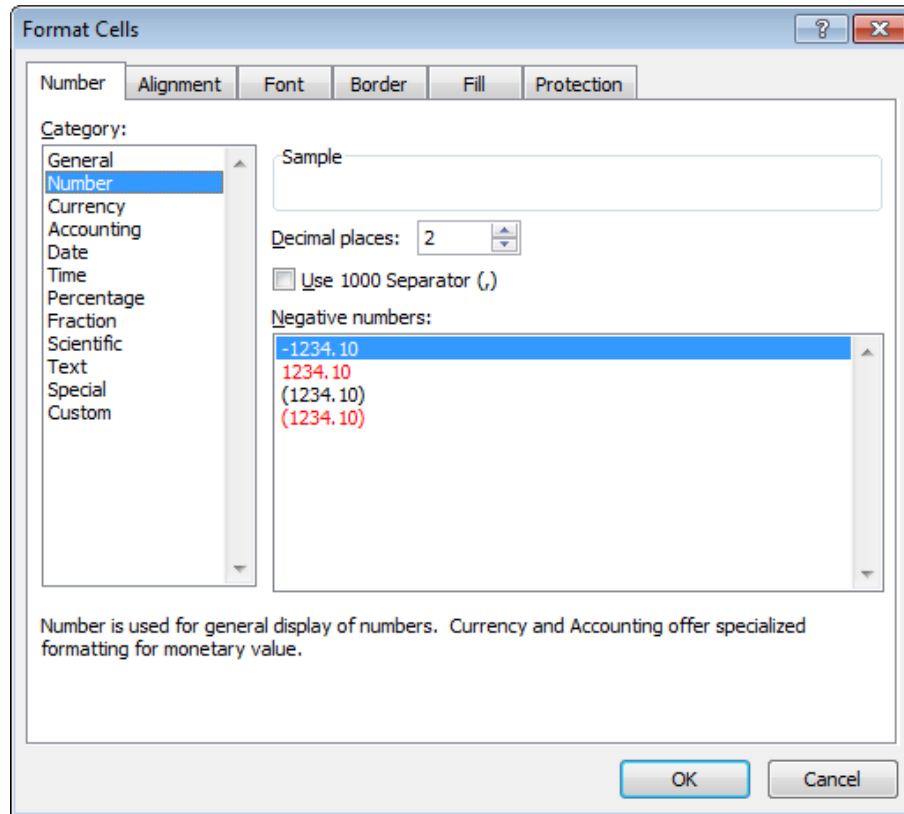 Format Cells
Number Alignment Font Border Fill Protection
Category:
General
Number
Currency
Accounting
Date
Time
Percentage
Fraction
Scientific
Text
Special
Custom
Sample
Decimal places: 2
Use 1000 Separator (,)
Negative numbers:
-1234.10
1234.10
(1234.10)
(1234.10)
Number is used for general display of numbers. Currency and Accounting offer specialized
formatting for monetary value.
OK Cancel